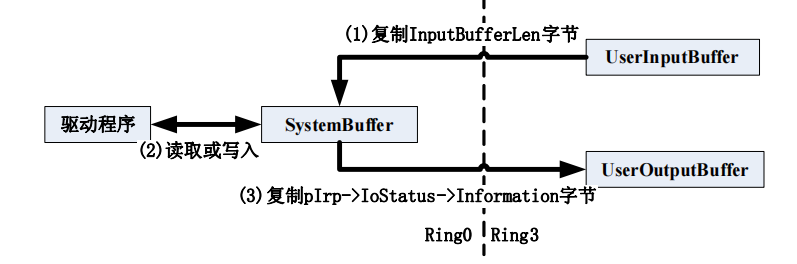 (1)复制InputBufferLen字节
UserInputBuffer
驱动程序
SystemBuffer
(2)读取或写入
UserOutputBuffer
(3)复制pIrp->IoStatus->Information字节
Ring0
Ring3